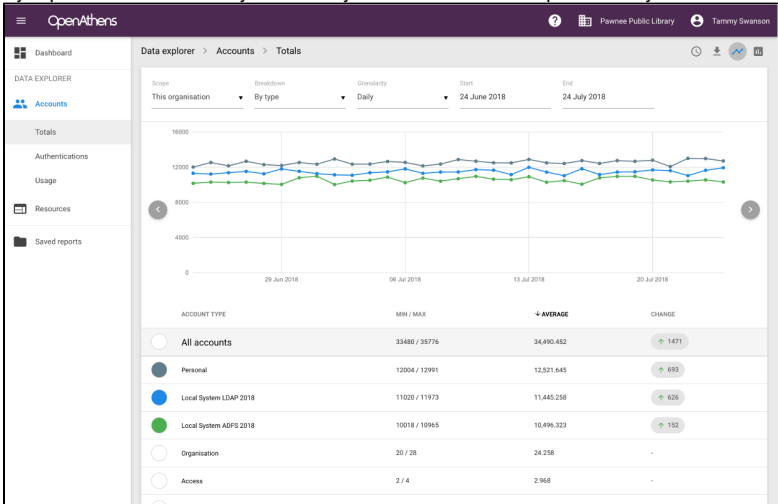 OpenAthens
Pawnee Public Library
Tammy Swanson
Dashboard
DATA EXPLORER
Accounts
Totals
Authentications
Usage
Resources
Saved reports
Data explorer > Accounts > Totals
Scope Breakdown Granularity Start End
This organisation By type Daily 24 June 2018 24 July 2018
16000
12000
8000
4000
0
29 Jun 2018 06 Jul 2018 13 Jul 2018 20 Jul 2018
ACCOUNT TYPE MIN / MAX ↓ AVERAGE CHANGE
All accounts 33480 / 35776 34,490.452 ↑ 1471
Personal 12004 / 12991 12,521.645 ↑ 693
Local System LDAP 2018 11020 / 11973 11,445.258 ↑ 626
Local System ADFS 2018 10018 / 10965 10,496.323 ↑ 152
Organisation 20 / 28 24.258 -
Access 2 / 4 2.968 -